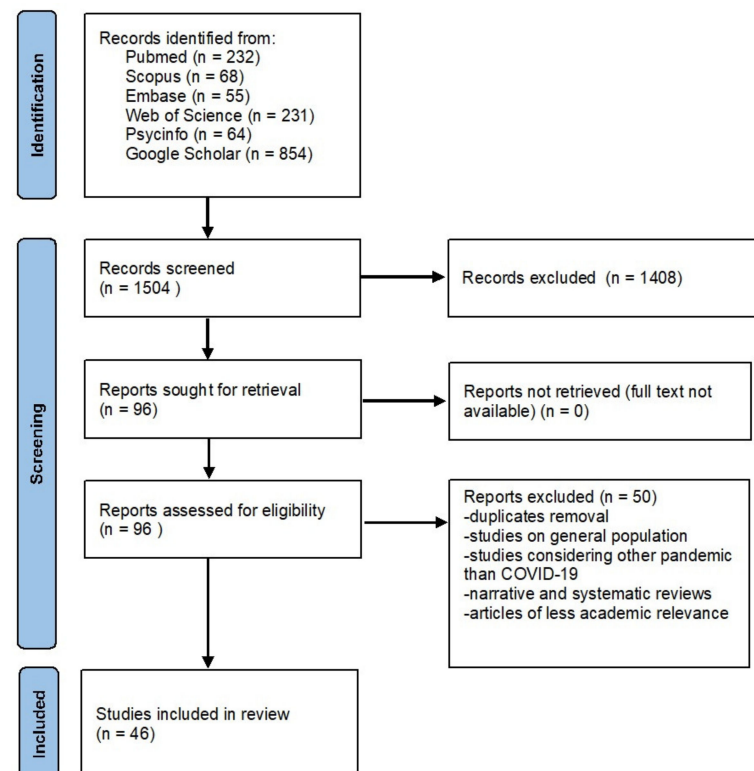 Identification
Records identified from:
Pubmed (n = 232)
Scopus (n = 68)
Embase (n = 55)
Web of Science (n = 231)
Psycinfo (n = 64)
Google Scholar (n = 854)
Screening
Records screened
(n = 1504 )
Records excluded (n = 1408)
Reports sought for retrieval
(n = 96)
Reports not retrieved (full text not
available) (n = 0)
Reports assessed for eligibility
(n = 96 )
Reports excluded (n = 50)
-duplicates removal
-studies on general population
-studies considering other pandemic
than COVID-19
-narrative and systematic reviews
-articles of less academic relevance
Included
Studies included in review
(n = 46)